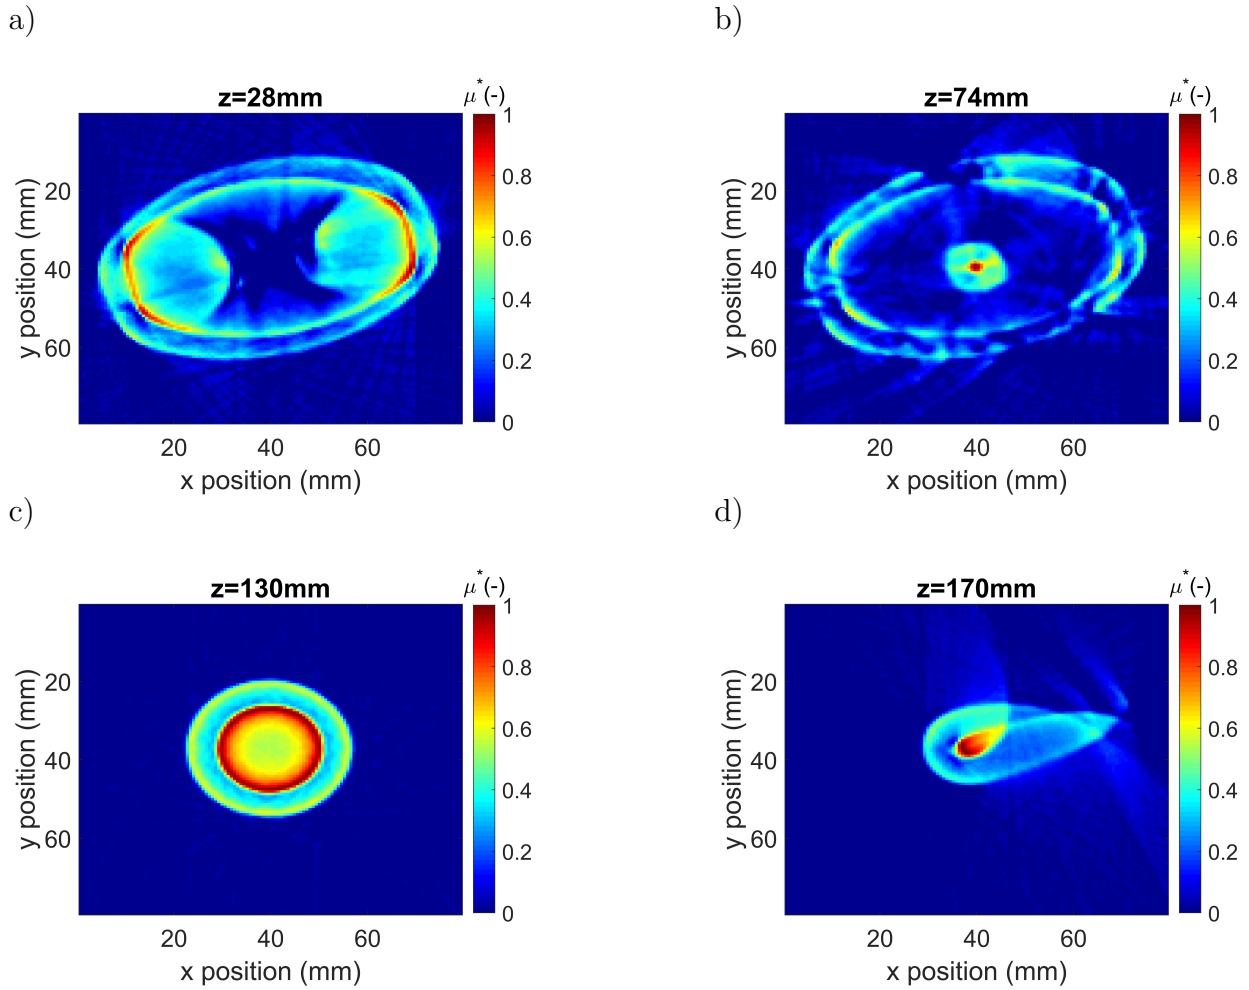 a)
b)
z=28mm
μ*(-)
y position (mm)
20
40
60
20 40 60
x position (mm)
1
0.8
0.6
0.4
0.2
0
z=74mm
μ*(-)
y position (mm)
20
40
60
20 40 60
x position (mm)
1
0.8
0.6
0.4
0.2
0
c)
d)
z=130mm
μ*(-)
y position (mm)
20
40
60
20 40 60
x position (mm)
1
0.8
0.6
0.4
0.2
0
z=170mm
μ*(-)
y position (mm)
20
40
60
20 40 60
x position (mm)
1
0.8
0.6
0.4
0.2
0